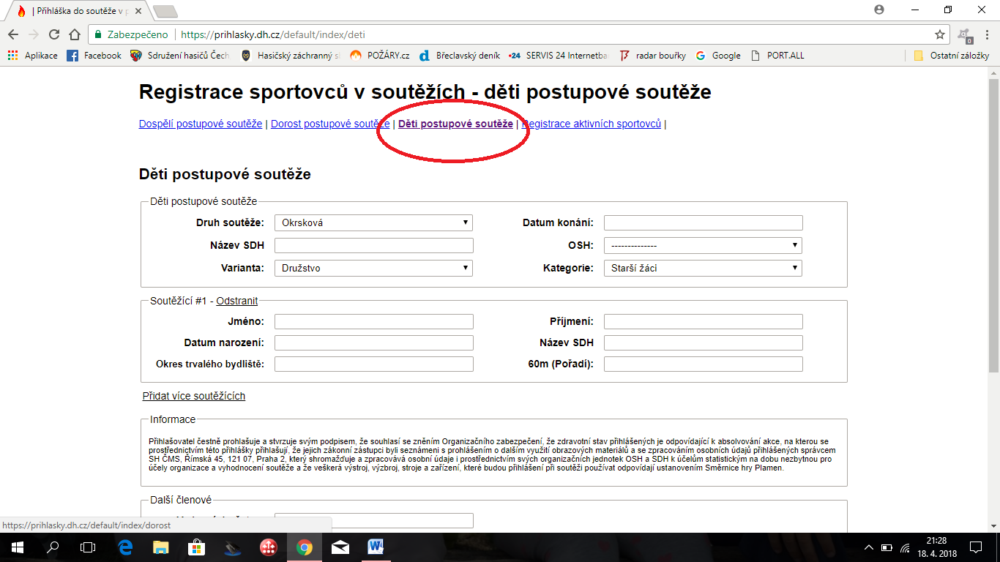 | Přihláška do soutěže v p
Zabezpečeno | https://prihlasky.dh.cz/default/index/deti
Aplikace Facebook Sdružení hasičů Čech Hasičský záchranný s POŽÁRY.cz Břeclavský deník SERVIS 24 Internetba radar bouřky Google PORT.ALL Ostatní záložky
Registrace sportovců v soutěžích - děti postupové soutěže
Dospělí postupové soutěže | Dorost postupové soutěže | Děti postupové soutěže | Registrace aktivních sportovců |
Děti postupové soutěže
Děti postupové soutěže
Druh soutěže: Okrsková Datum konání:
Název SDH OSH: --------------
Varianta: Družstvo Kategorie: Starší žáci
Soutěžící #1 - Odstranit
Jméno: Příjmení:
Datum narození: Název SDH
Okres trvalého bydliště: 60m (Pořadí):
Přidat více soutěžících
Informace
Přihlašovatel čestně prohlašuje a stvrzuje svým podpisem, že souhlasí se zněním Organizačního zabezpečení, že zdravotní stav přihlášených je odpovídající k absolvování akce, na kterou se
prostřednictvím této přihlášky přihlašují, že jejich zákonní zástupci byli seznámeni s prohlášením o dalším využití obrazových materiálů a se zpracováním osobních údajů přihlášených správcem
SH ČMS, Římská 45, 121 07, Praha 2, který shromažďuje a zpracovává osobní údaje i prostřednictvím svých organizačních jednotek OSH a SDH k účelům statistickým na dobu nezbytnou pro
účely organizace a vyhodnocení soutěže a že veškerá výstroj, výzbroj, stroje a zařízení, které budou přihlášení při soutěži používat odpovídají ustanovením Směrnice hry Plamen.
Další členové
https://prihlasky.dh.cz/default/index/dorost
21:28
18. 4. 2018